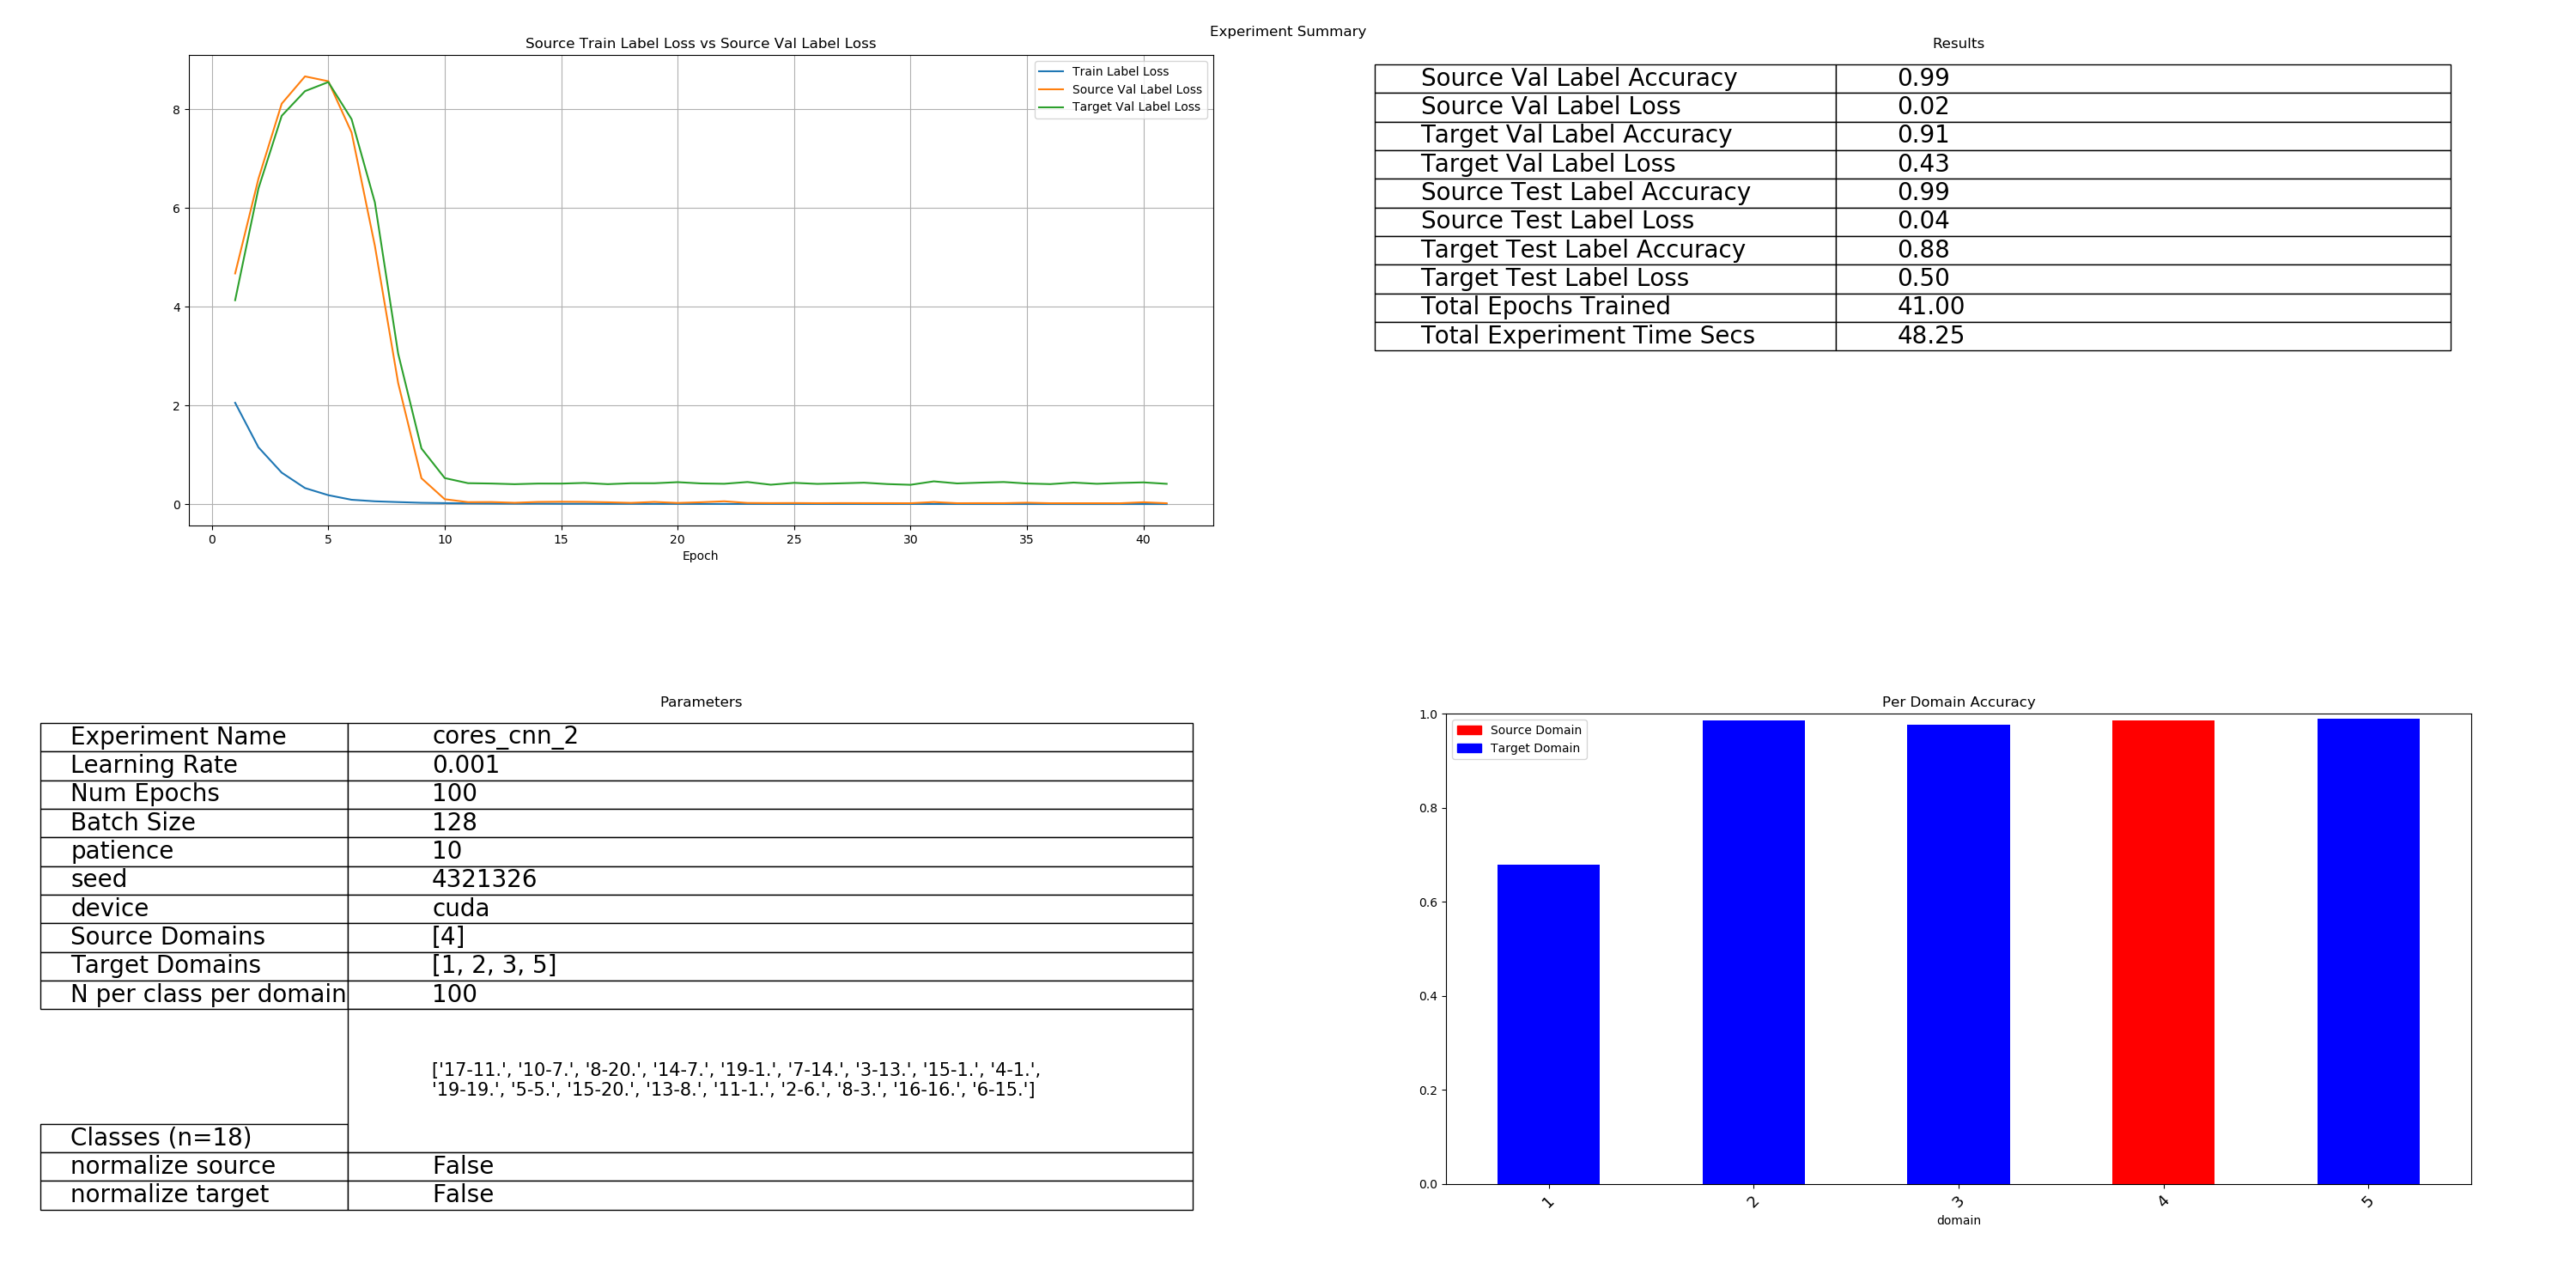 Experiment Summary
Source Train Label Loss vs Source Val Label Loss
Train Label Loss
Source Val Label Loss
Target Val Label Loss
8
6
4
2
0
0 5 10 15 20 25 30 35 40
Epoch
Results
Source Val Label Accuracy 0.99
Source Val Label Loss 0.02
Target Val Label Accuracy 0.91
Target Val Label Loss 0.43
Source Test Label Accuracy 0.99
Source Test Label Loss 0.04
Target Test Label Accuracy 0.88
Target Test Label Loss 0.50
Total Epochs Trained 41.00
Total Experiment Time Secs 48.25
Parameters
Experiment Name cores_cnn_2
Learning Rate 0.001
Num Epochs 100
Batch Size 128
patience 10
seed 4321326
device cuda
Source Domains [4]
Target Domains [1, 2, 3, 5]
N per class per domain 100
['17-11.', '10-7.', '8-20.', '14-7.', '19-1.', '7-14.', '3-13.', '15-1.', '4-1.',
'19-19.', '5-5.', '15-20.', '13-8.', '11-1.', '2-6.', '8-3.', '16-16.', '6-15.']
Classes (n=18)
normalize source False
normalize target False
Per Domain Accuracy
Source Domain
Target Domain
1.0
0.8
0.6
0.4
0.2
0.0
1 2 3 4 5
domain